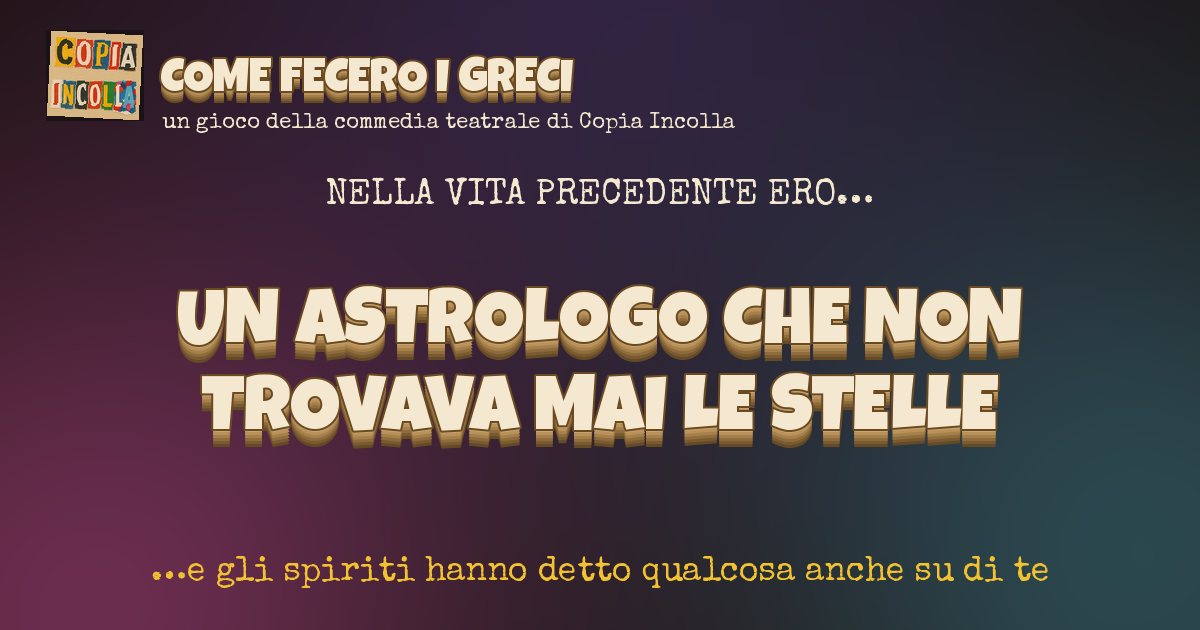 COPIA
INCOLLA
COME FECERO I GRECI
un gioco della commedia teatrale di Copia Incolla
NELLA VITA PRECEDENTE ERO...
UN ASTROLOGO CHE NON
TROVAVA MAI LE STELLE
...e gli spiriti hanno detto qualcosa anche su di te